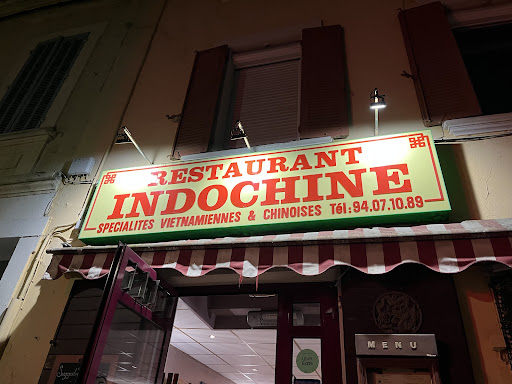 RESTAURANT
INDOCHINE
SPECIALITES VIETNAMIENNES & CHINOISES Tél: 94.07.10.89
MENU